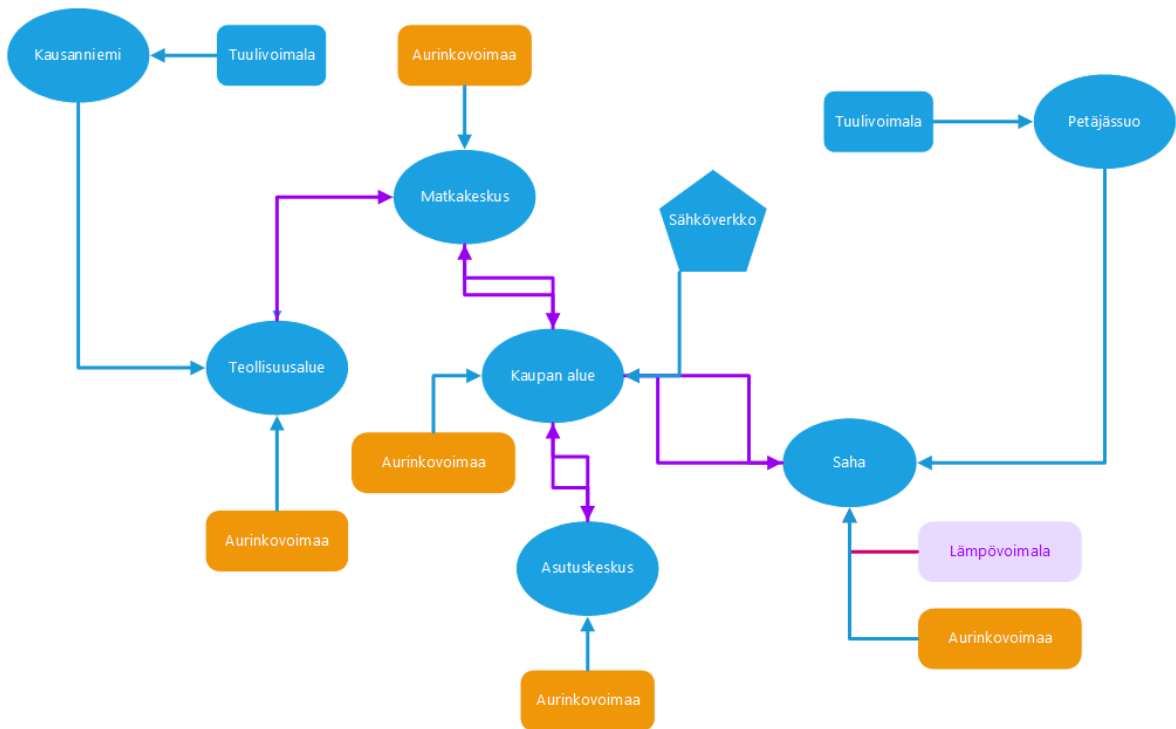 Kausanniemi
Tuulivoimala
Aurinkovoimaa
Tuulivoimala
Petäjässuo
Matkakeskus
Sähköverkko
Teollisuusalue
Kaupan alue
Aurinkovoimaa
Saha
Aurinkovoimaa
Lämpövoimala
Asutuskeskus
Aurinkovoimaa
Aurinkovoimaa